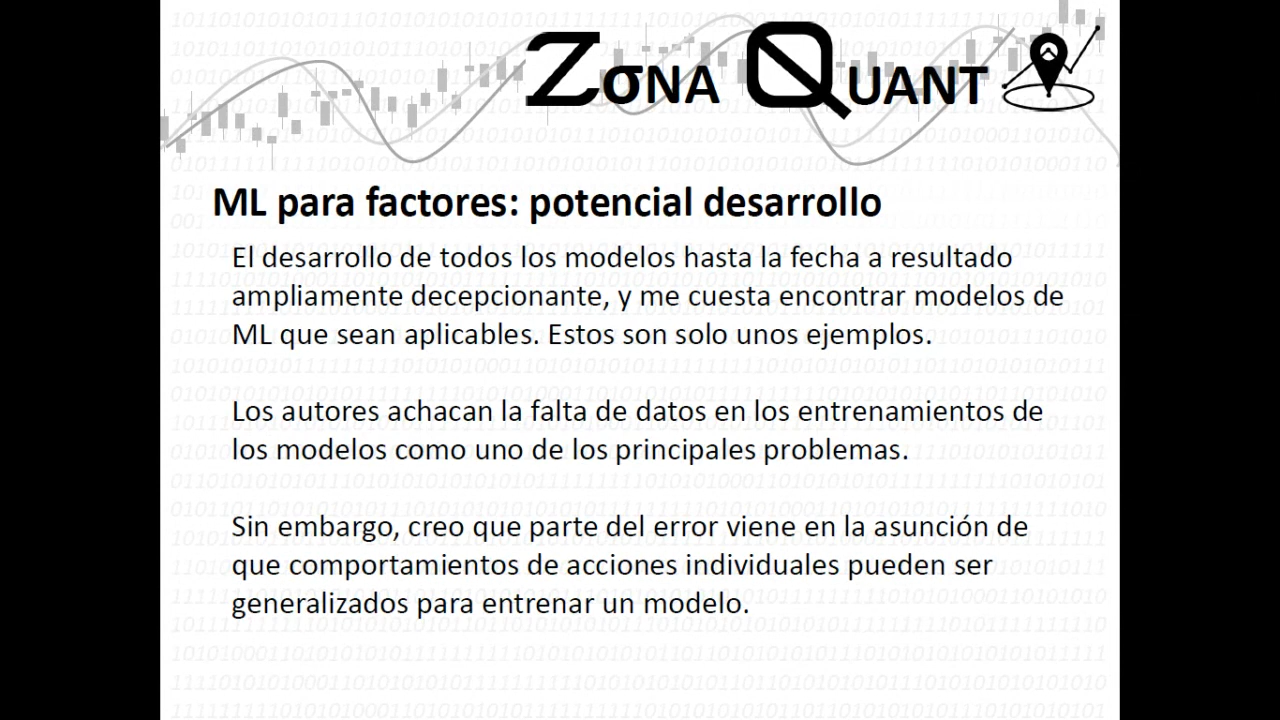 ZσNA QUANT
ML para factores: potencial desarrollo
El desarrollo de todos los modelos hasta la fecha a resultado
ampliamente decepcionante, y me cuesta encontrar modelos de
ML que sean aplicables. Estos son solo unos ejemplos.
Los autores achacan la falta de datos en los entrenamientos de
los modelos como uno de los principales problemas.
Sin embargo, creo que parte del error viene en la asunción de
que comportamientos de acciones individuales pueden ser
generalizados para entrenar un modelo.